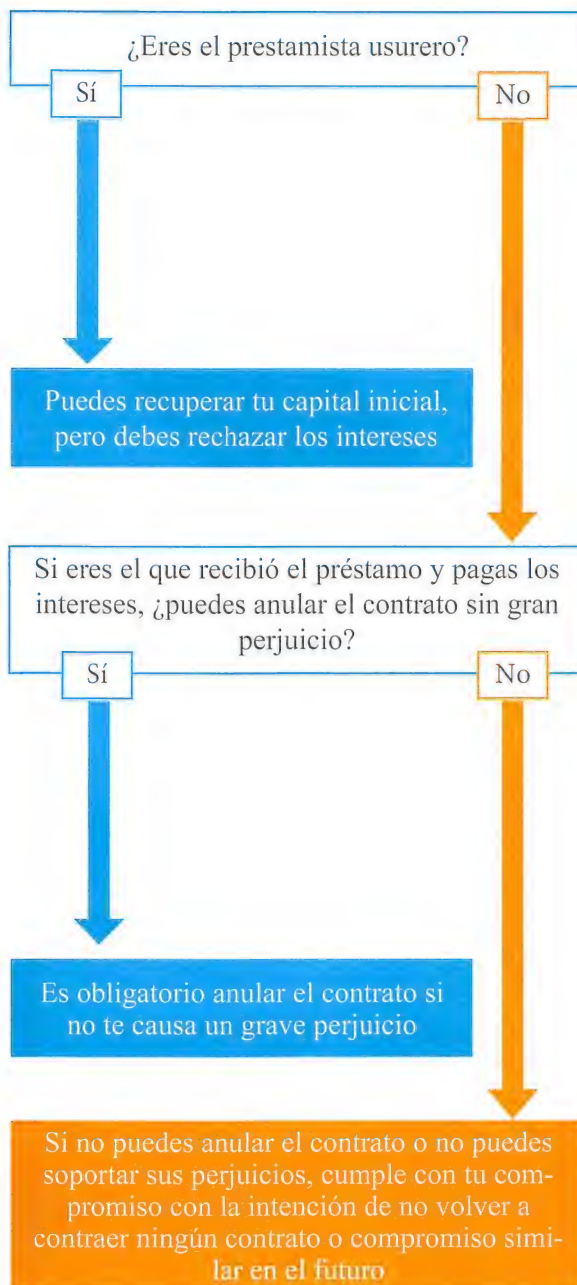 ¿Eres el prestamista usurero?
Sí
No
Puedes recuperar tu capital inicial,
pero debes rechazar los intereses
Si eres el que recibió el préstamo y pagas los
intereses, ¿puedes anular el contrato sin gran
perjuicio?
Sí
No
Es obligatorio anular el contrato si
no te causa un grave perjuicio
Si no puedes anular el contrato o no puedes
soportar sus perjuicios, cumple con tu com-
promiso con la intención de no volver a
contraer ningún contrato o compromiso simi-
lar en el futuro